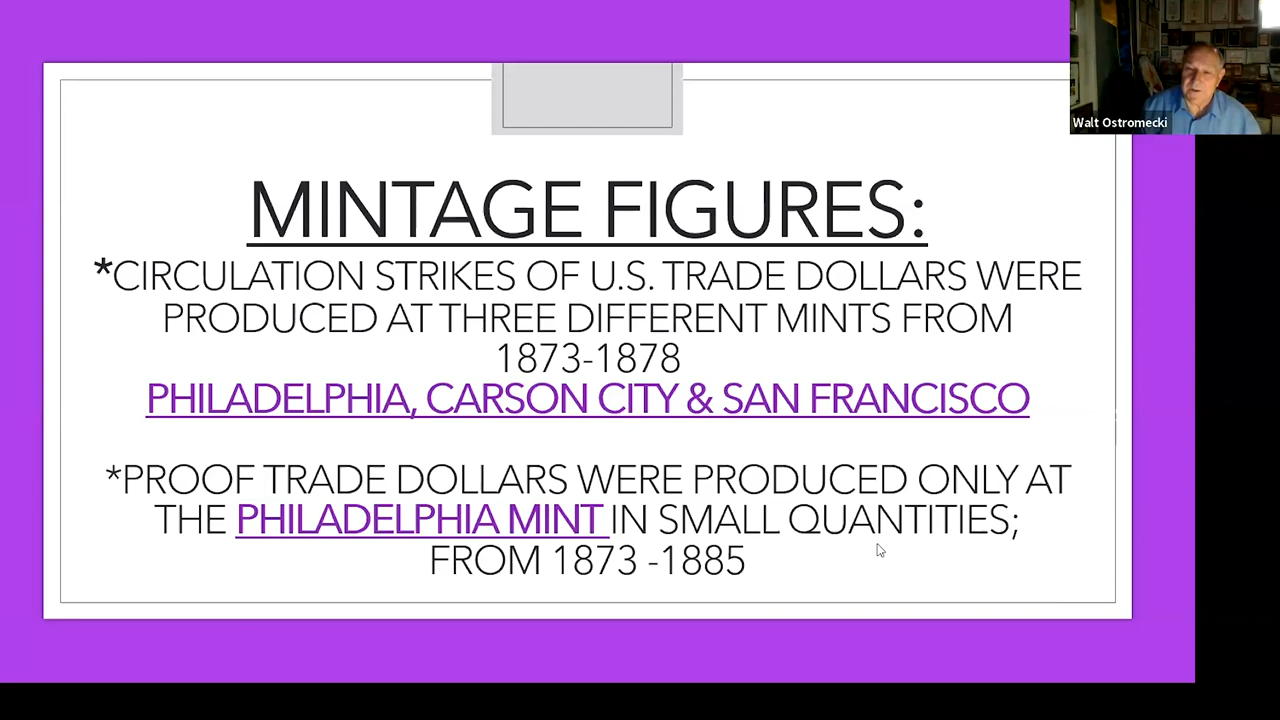 Walt Ostromecki
MINTAGE FIGURES:
*CIRCULATION STRIKES OF U.S. TRADE DOLLARS WERE
PRODUCED AT THREE DIFFERENT MINTS FROM
1873-1878
PHILADELPHIA, CARSON CITY & SAN FRANCISCO
*PROOF TRADE DOLLARS WERE PRODUCED ONLY AT
THE PHILADELPHIA MINT IN SMALL QUANTITIES;
FROM 1873 -1885